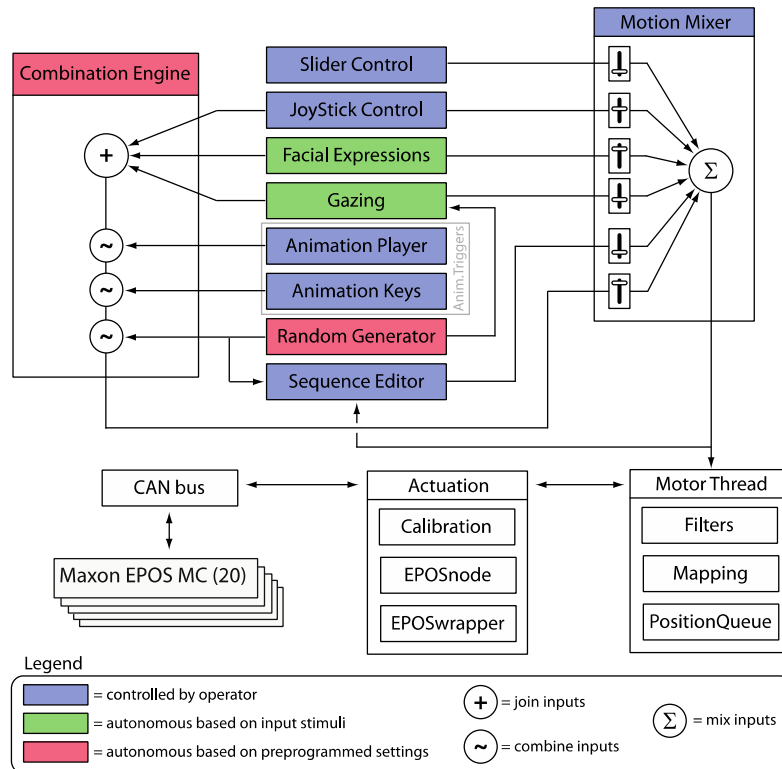 Motion Mixer
Combination Engine
Slider Control
JoyStick Control
+
Facial Expressions
Σ
Gazing
~
Animation Player
Anim.Triggers
~
Animation Keys
~
Random Generator
Sequence Editor
CAN bus
Actuation
Motor Thread
Calibration
Filters
Maxon EPOS MC (20)
EPOSnode
Mapping
EPOSwrapper
PositionQueue
Legend
= controlled by operator
+ = join inputs
Σ = mix inputs
= autonomous based on input stimuli
= autonomous based on preprogrammed settings
~ = combine inputs